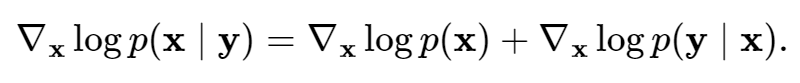 ∇ₓ log p(𝐱 | 𝐲) = ∇ₓ log p(𝐱) + ∇ₓ log p(𝐲 | 𝐱).